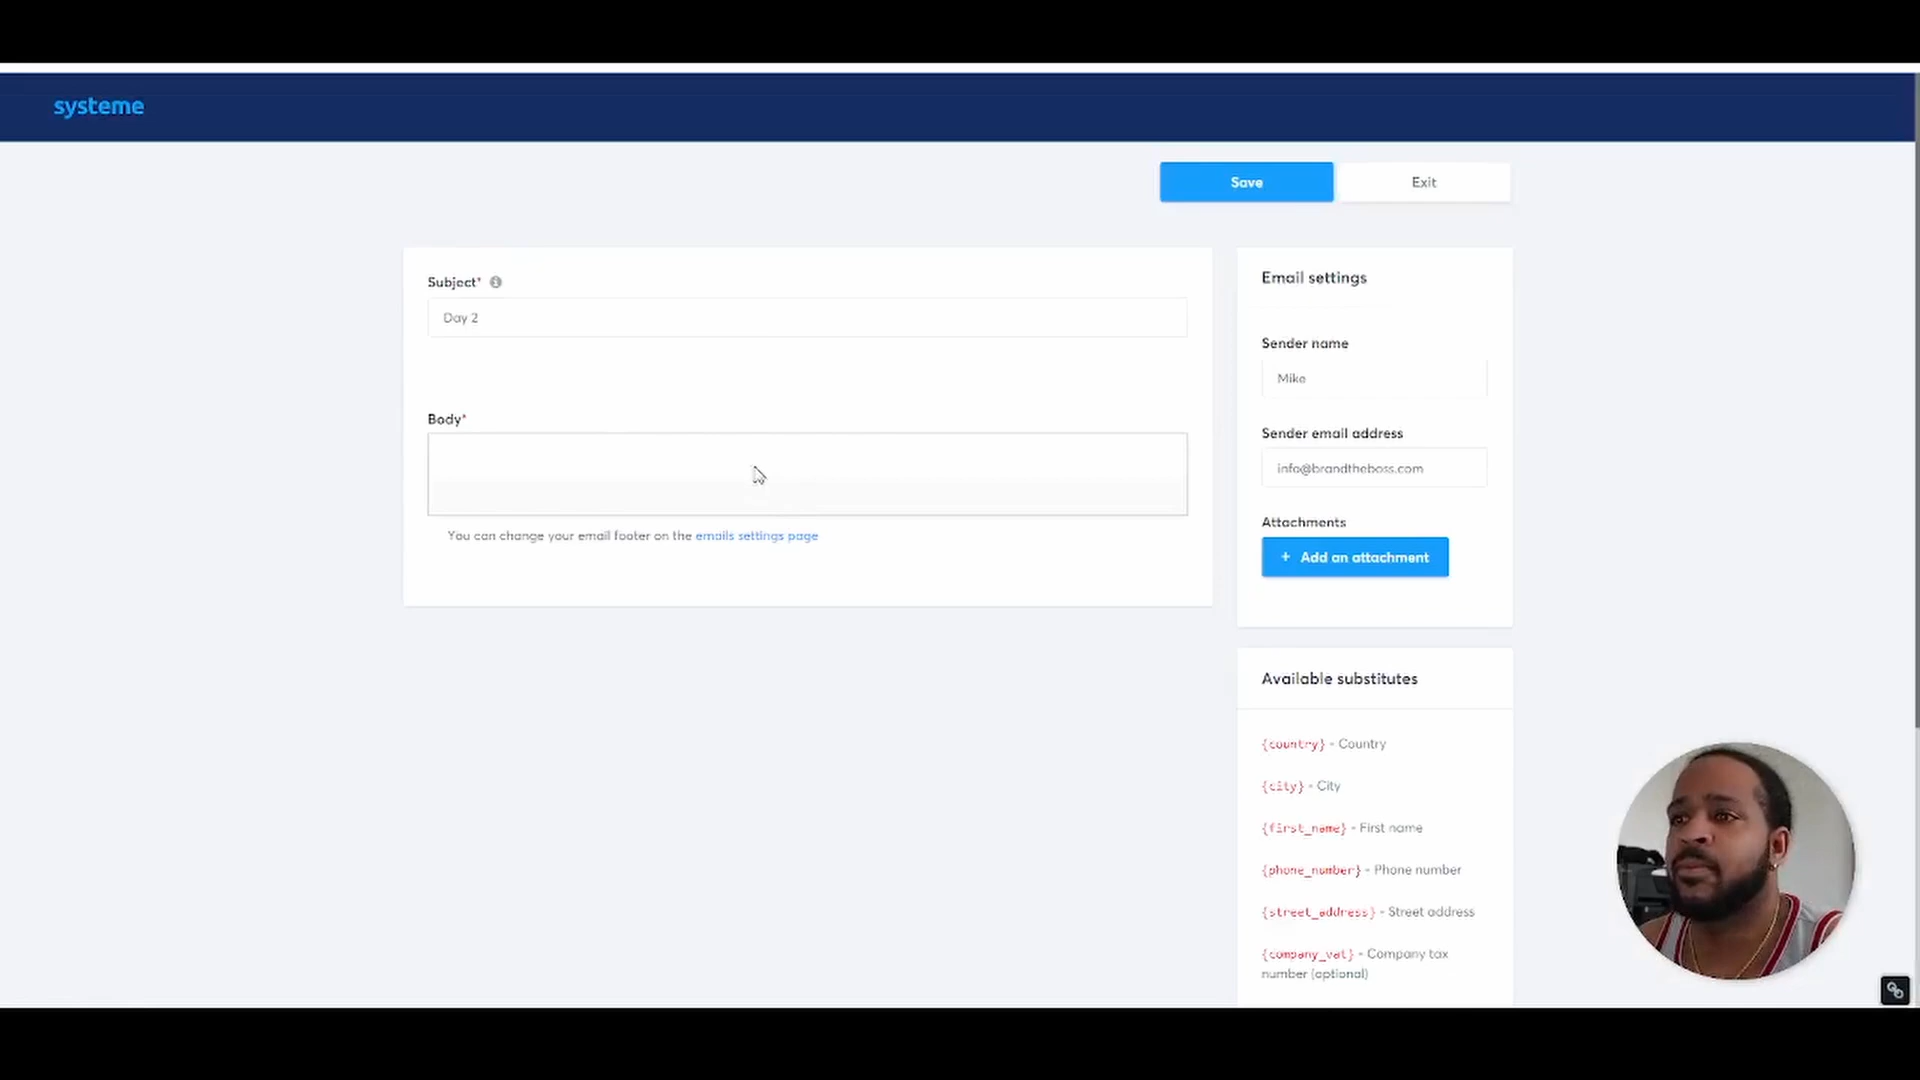 systeme
Save
Exit
Subject*
Day 2
Body*
You can change your email footer on the emails settings page
Email settings
Sender name
Mike
Sender email address
info@brandtheboss.com
Attachments
+ Add an attachment
Available substitutes
{country} - Country
{city} - City
{first_name} - First name
{phone_number} - Phone number
{street_address} - Street address
{company_vat} - Company tax
number (optional)